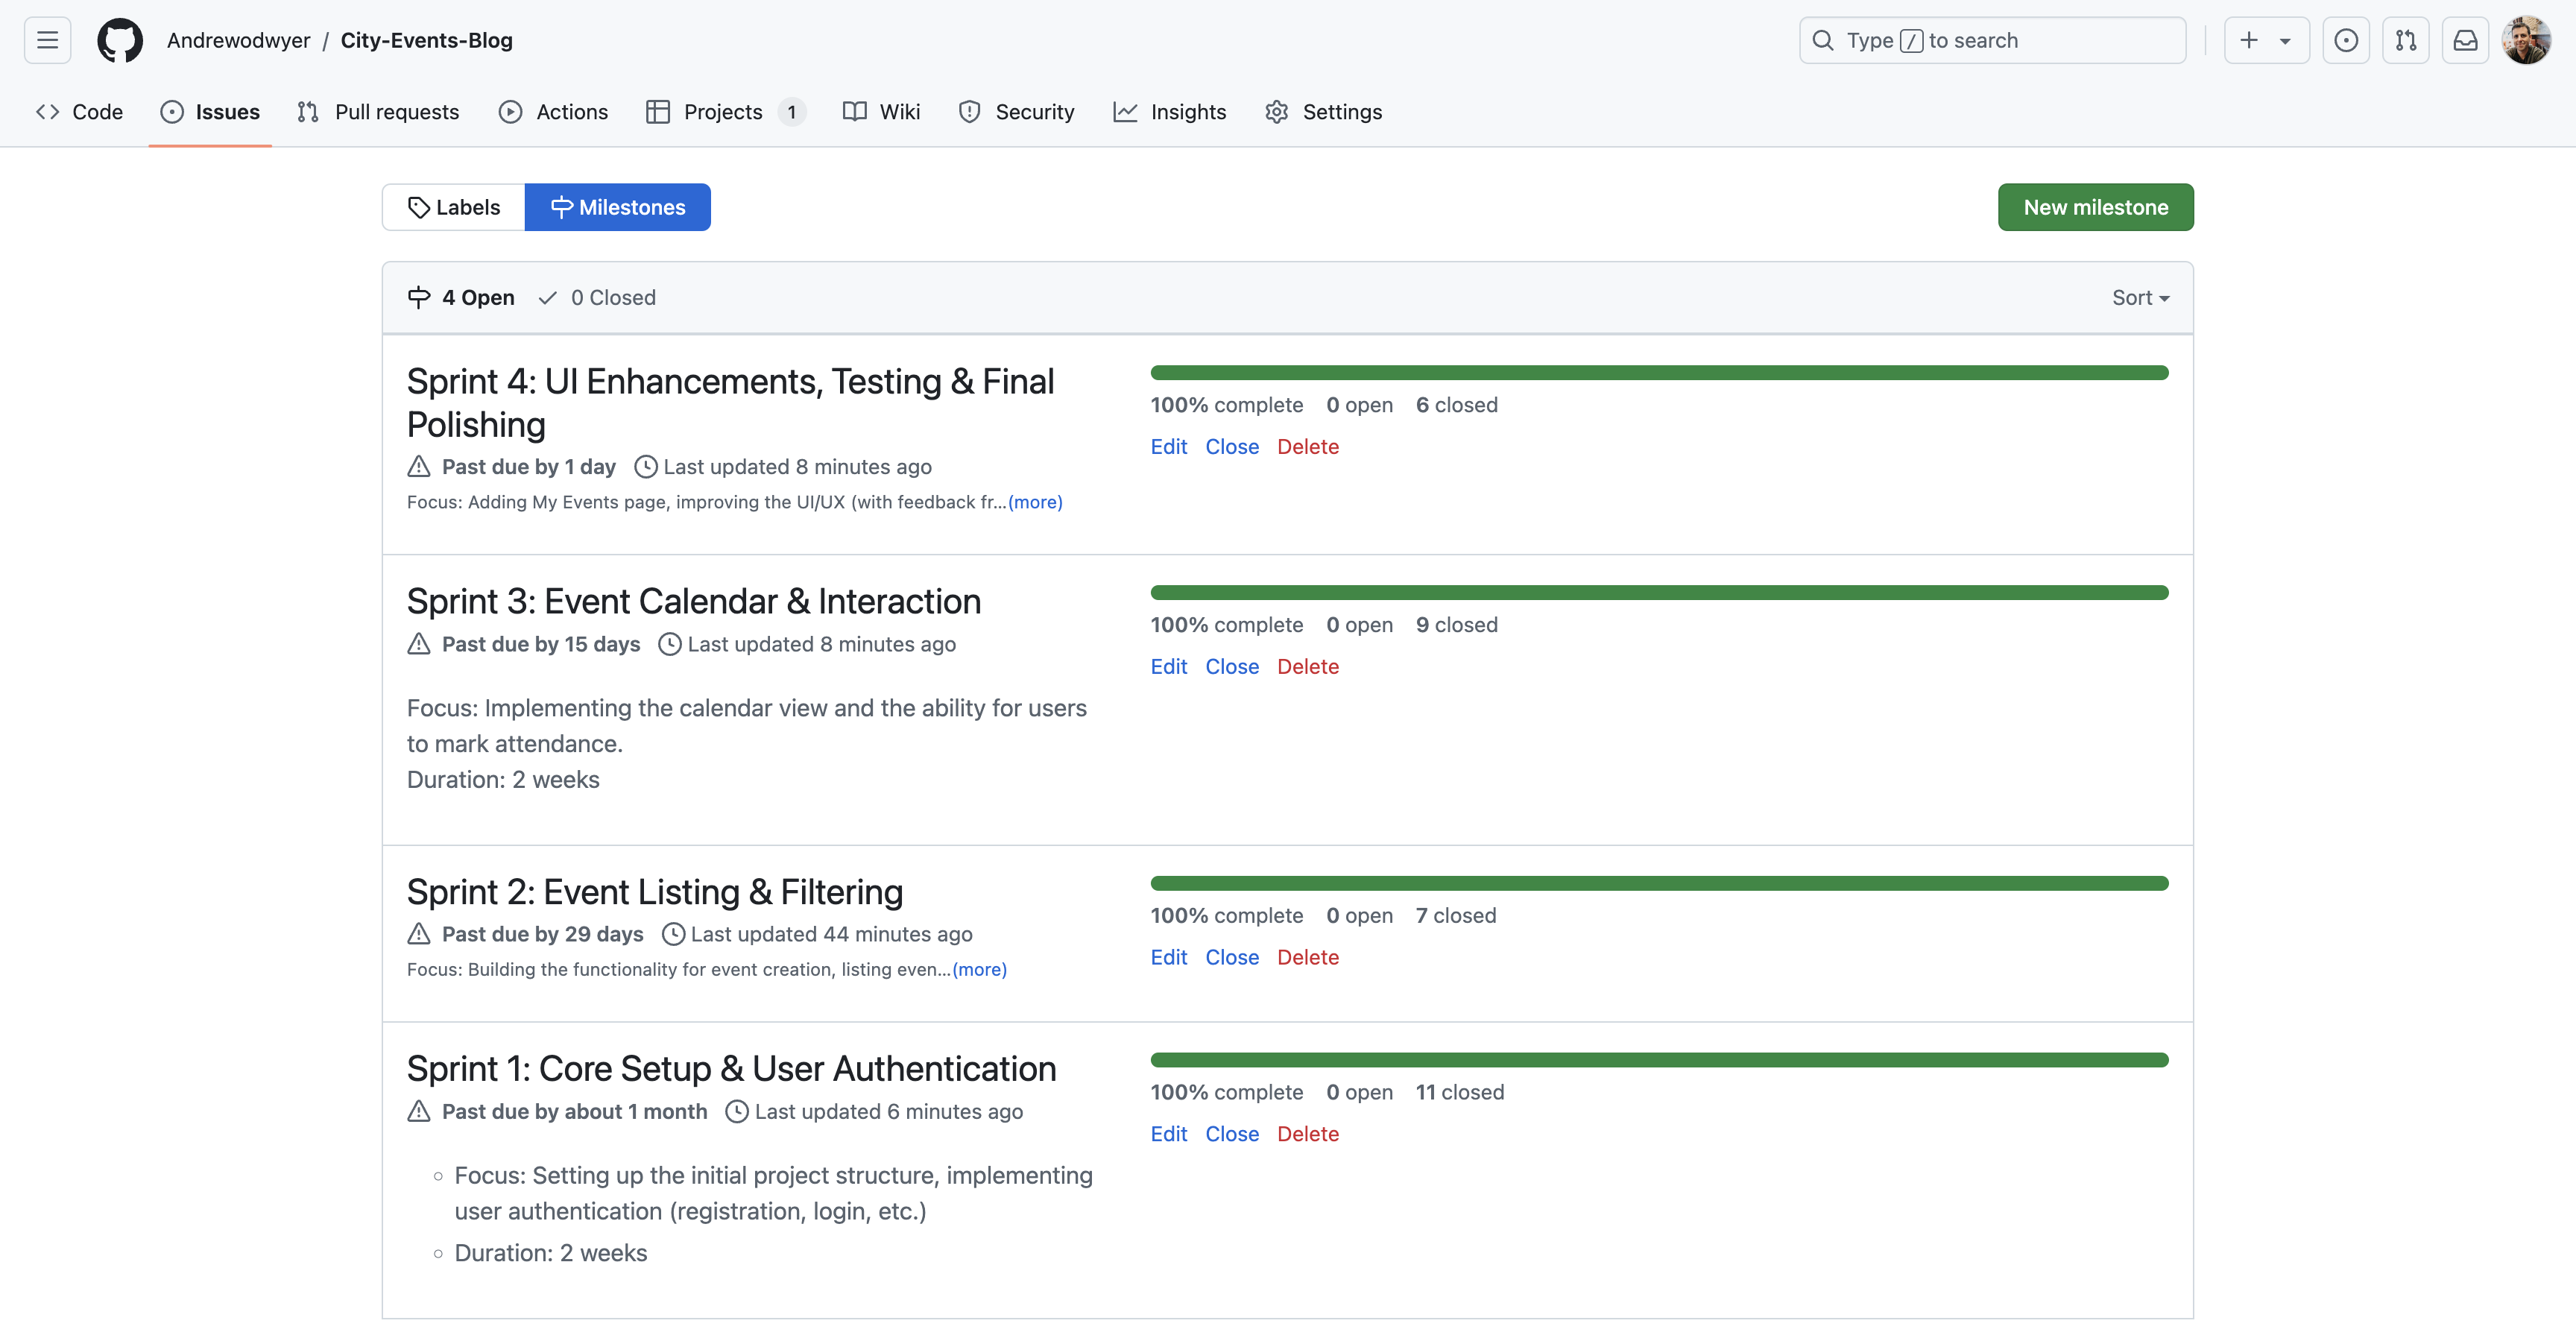 Andrewodwyer / City-Events-Blog
Type / to search
Code Issues Pull requests Actions Projects 1 Wiki Security Insights Settings
Labels Milestones New milestone
4 Open 0 Closed Sort
Sprint 4: UI Enhancements, Testing & Final
Polishing
Past due by 1 day Last updated 8 minutes ago
Focus: Adding My Events page, improving the UI/UX (with feedback fr...(more)
100% complete 0 open 6 closed
Edit Close Delete
Sprint 3: Event Calendar & Interaction
Past due by 15 days Last updated 8 minutes ago
Focus: Implementing the calendar view and the ability for users
to mark attendance.
Duration: 2 weeks
100% complete 0 open 9 closed
Edit Close Delete
Sprint 2: Event Listing & Filtering
Past due by 29 days Last updated 44 minutes ago
Focus: Building the functionality for event creation, listing even...(more)
100% complete 0 open 7 closed
Edit Close Delete
Sprint 1: Core Setup & User Authentication
Past due by about 1 month Last updated 6 minutes ago
Focus: Setting up the initial project structure, implementing
user authentication (registration, login, etc.)
Duration: 2 weeks
100% complete 0 open 11 closed
Edit Close Delete